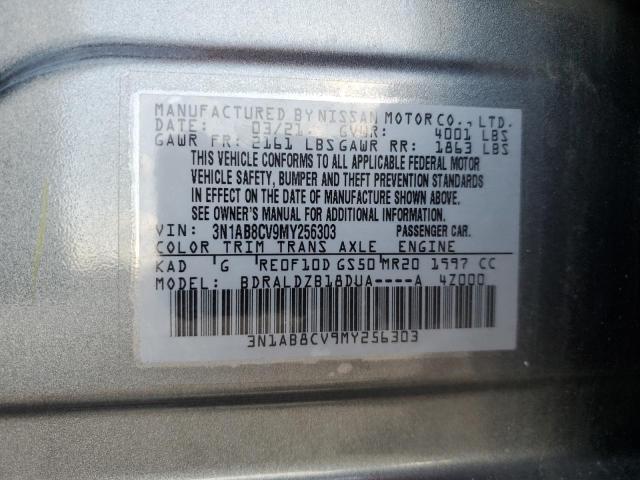 MANUFACTURED BY NISSAN MOTOR CO., LTD.
DATE: 03/21 GVWR: 4001 LBS
GAWR FR: 2161 LBS GAWR RR: 1863 LBS
THIS VEHICLE CONFORMS TO ALL APPLICABLE FEDERAL MOTOR
VEHICLE SAFETY, BUMPER AND THEFT PREVENTION STANDARDS
IN EFFECT ON THE DATE OF MANUFACTURE SHOWN ABOVE.
SEE OWNER'S MANUAL FOR ADDITIONAL INFORMATION.
VIN: 3N1AB8CV9MY256303 PASSENGER CAR.
COLOR TRIM TRANS AXLE ENGINE
KAD G RE0F10D GS50 MR20 1997 CC
MODEL: BDRALDZB18DUA----A 4Z000
3N1AB8CV9MY256303